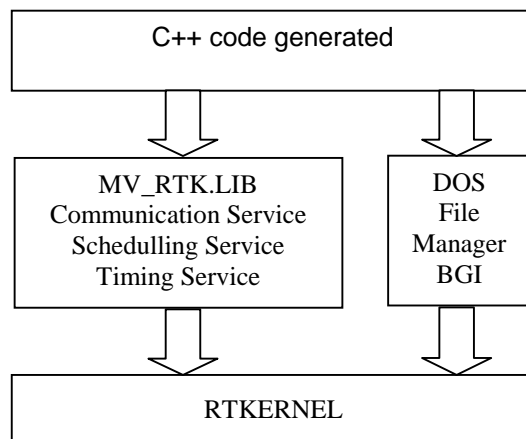 C++ code generated
MV_RTK.LIB
Communication Service
Schedulling Service
Timing Service
DOS
File
Manager
BGI
RTKERNEL